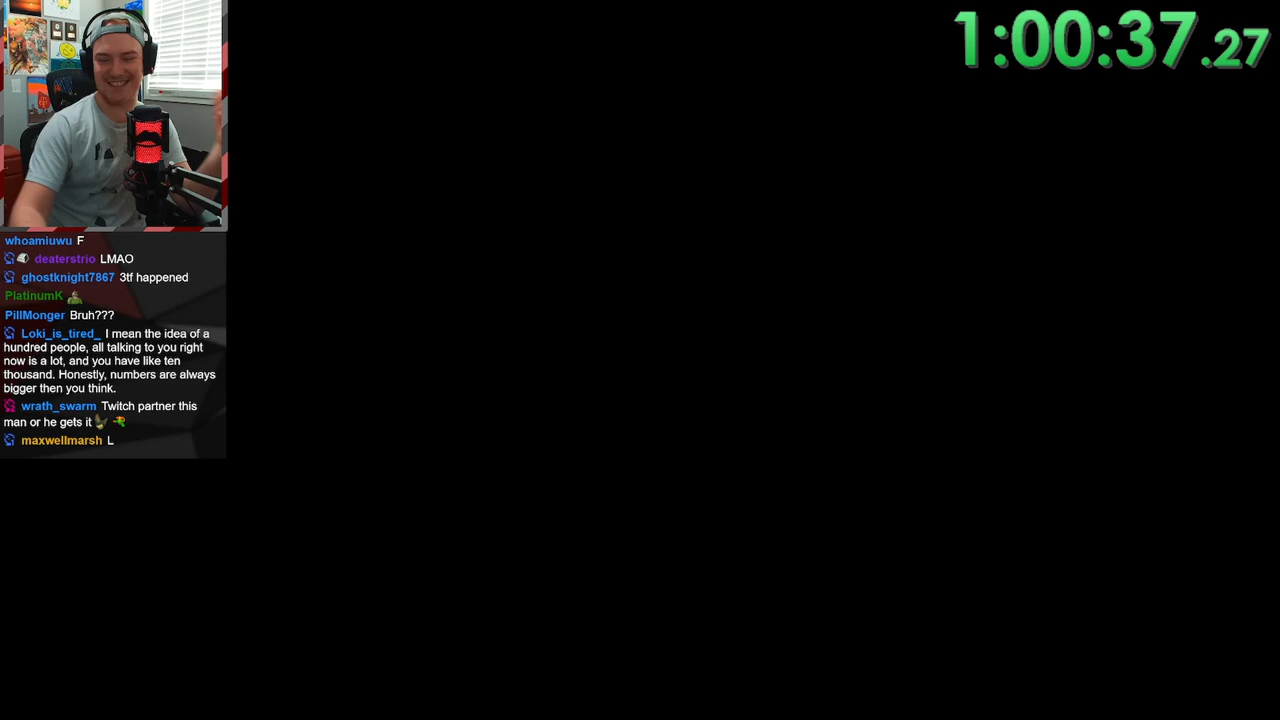 1:00:37.27
whoamiuwu F
deaterstrio LMAO
ghostknight7867 3tf happened
PlatinumK
PillMonger Bruh???
Loki_is_tired_ I mean the idea of a
hundred people, all talking to you right
now is a lot, and you have like ten
thousand. Honestly, numbers are always
bigger then you think.
wrath_swarm Twitch partner this
man or he gets it
maxwellmarsh L